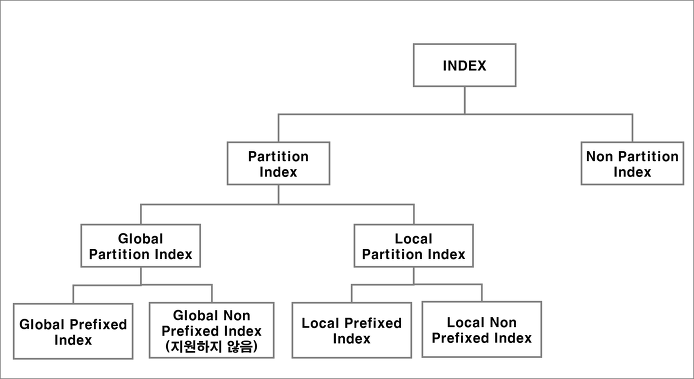 INDEX
Partition
Index
Non Partition
Index
Global
Partition Index
Local
Partition Index
Global Prefixed
Index
Global Non
Prefixed Index
(지원하지 않음)
Local Prefixed
Index
Local Non
Prefixed Index